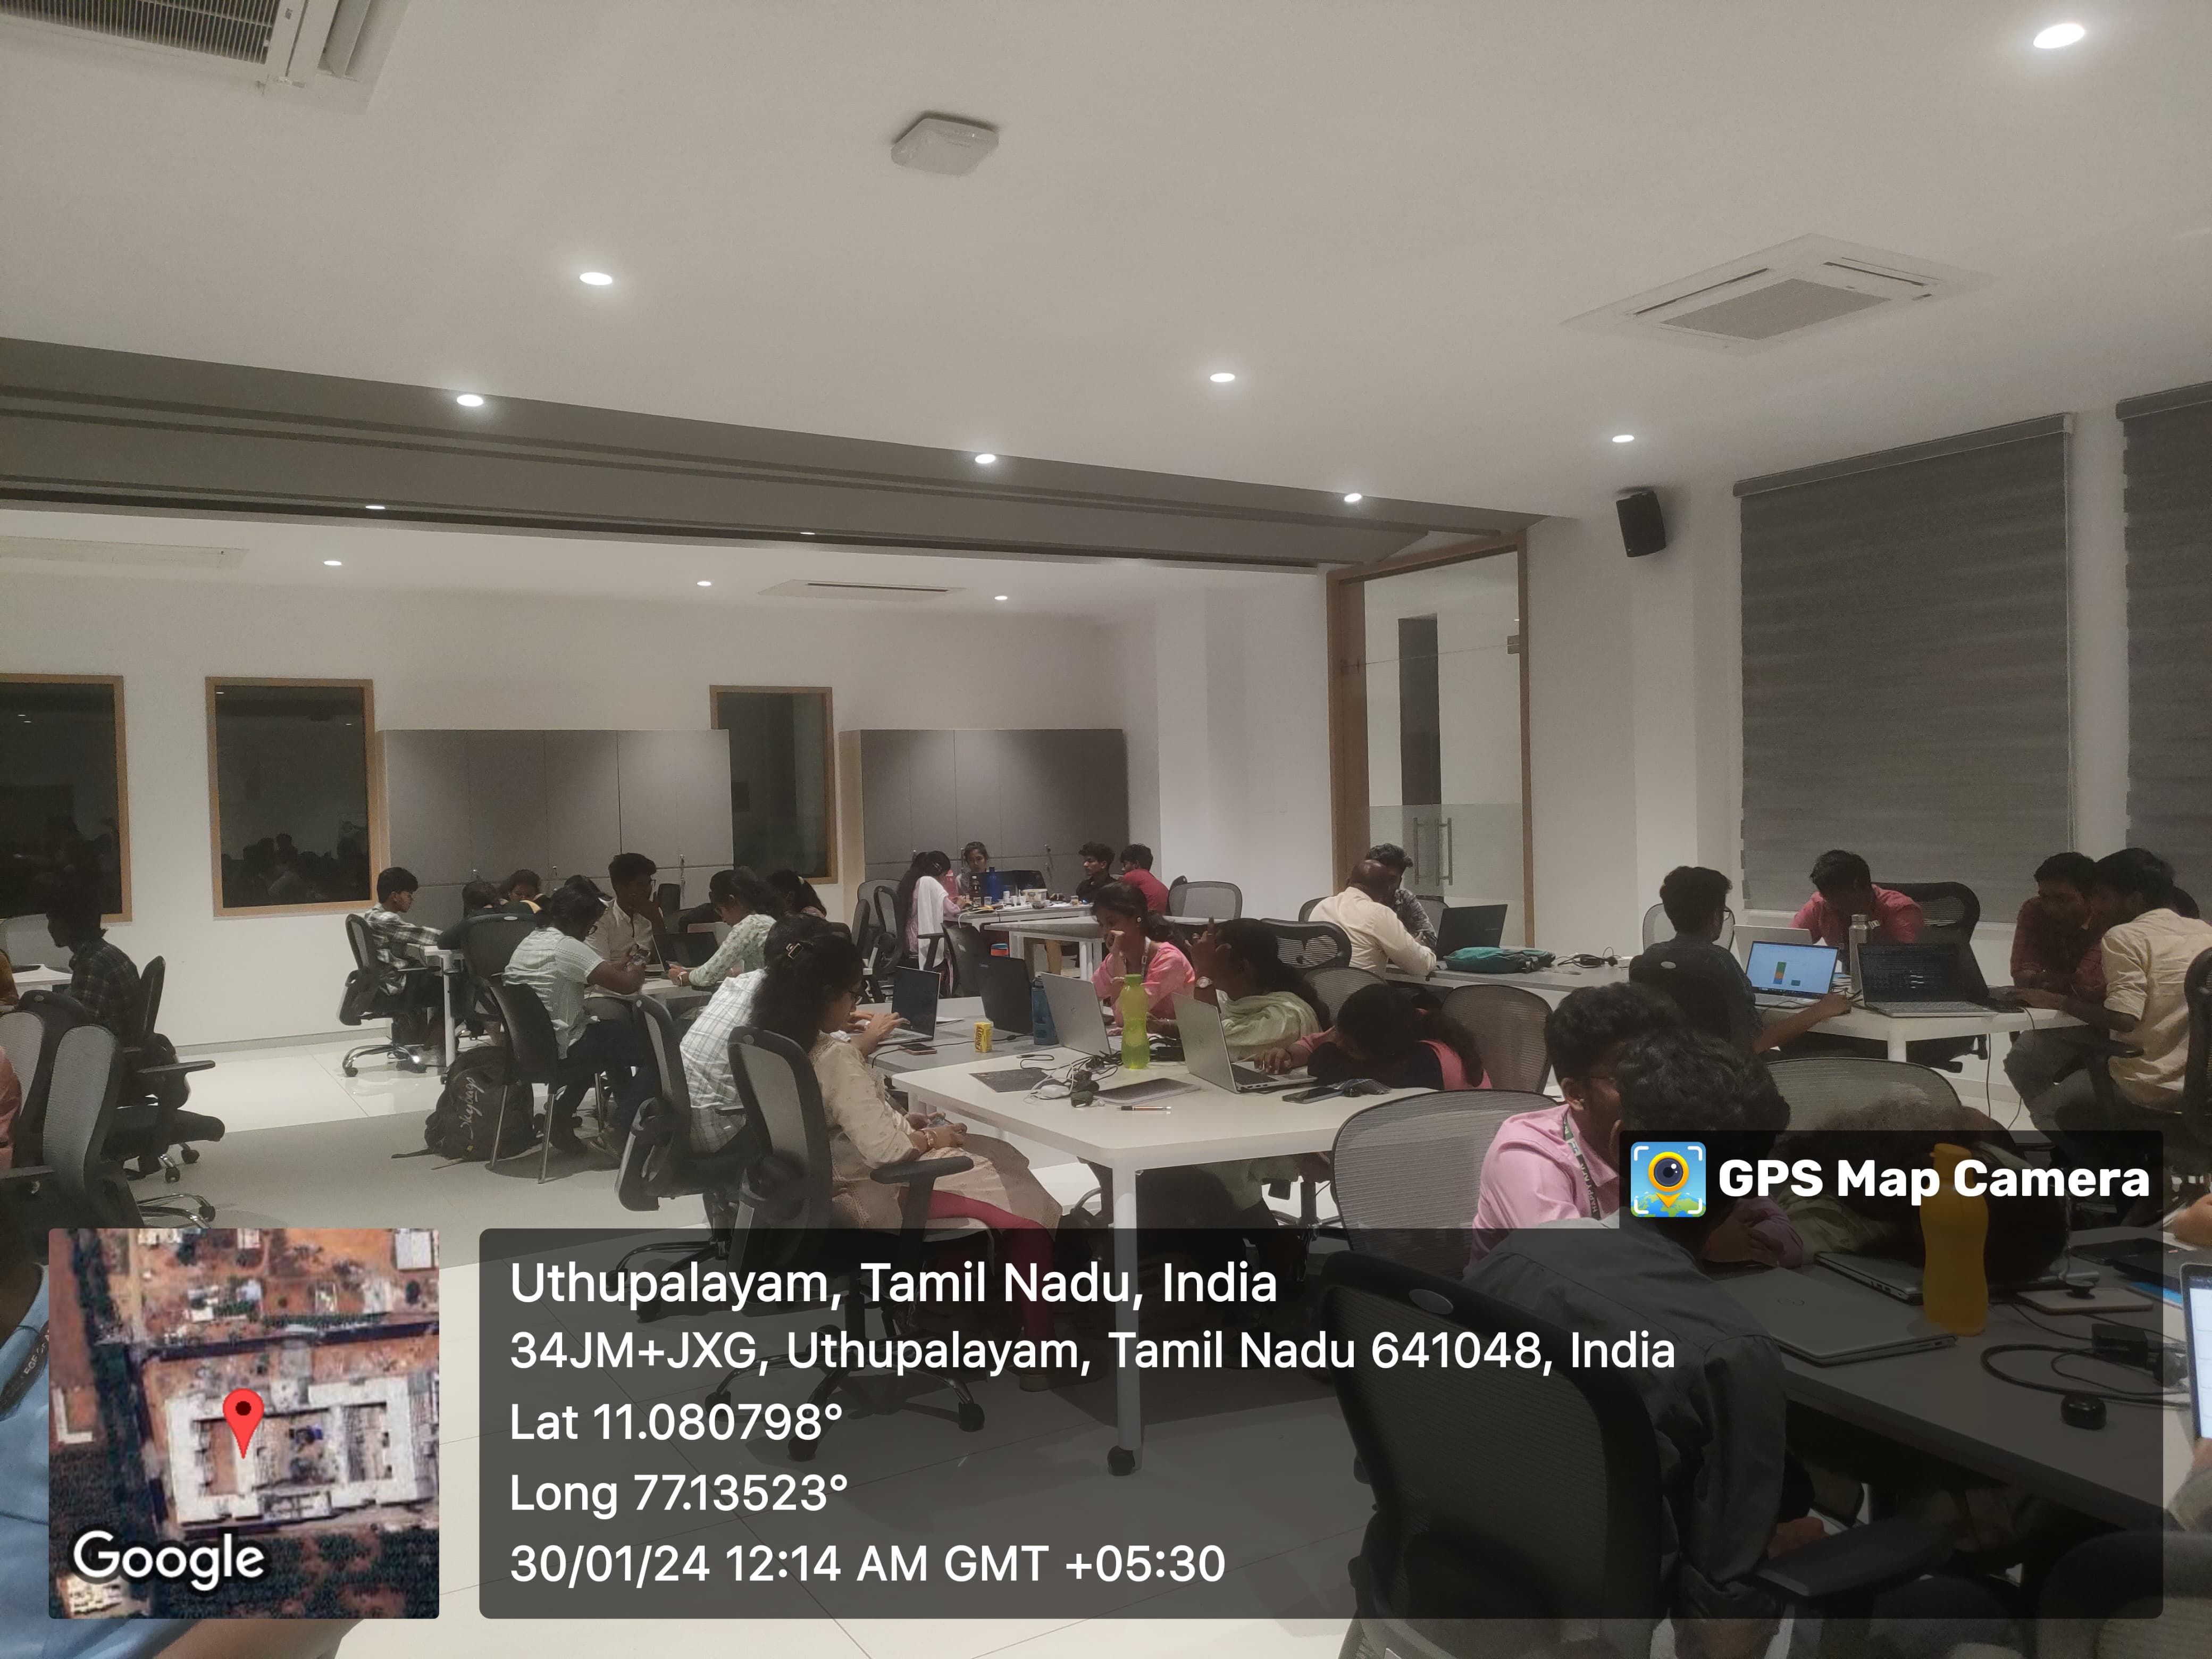 GPS Map Camera
Uthupalayam, Tamil Nadu, India
34JM+JXG, Uthupalayam, Tamil Nadu 641048, India
Lat 11.080798°
Long 77.13523°
30/01/24 12:14 AM GMT +05:30
Google